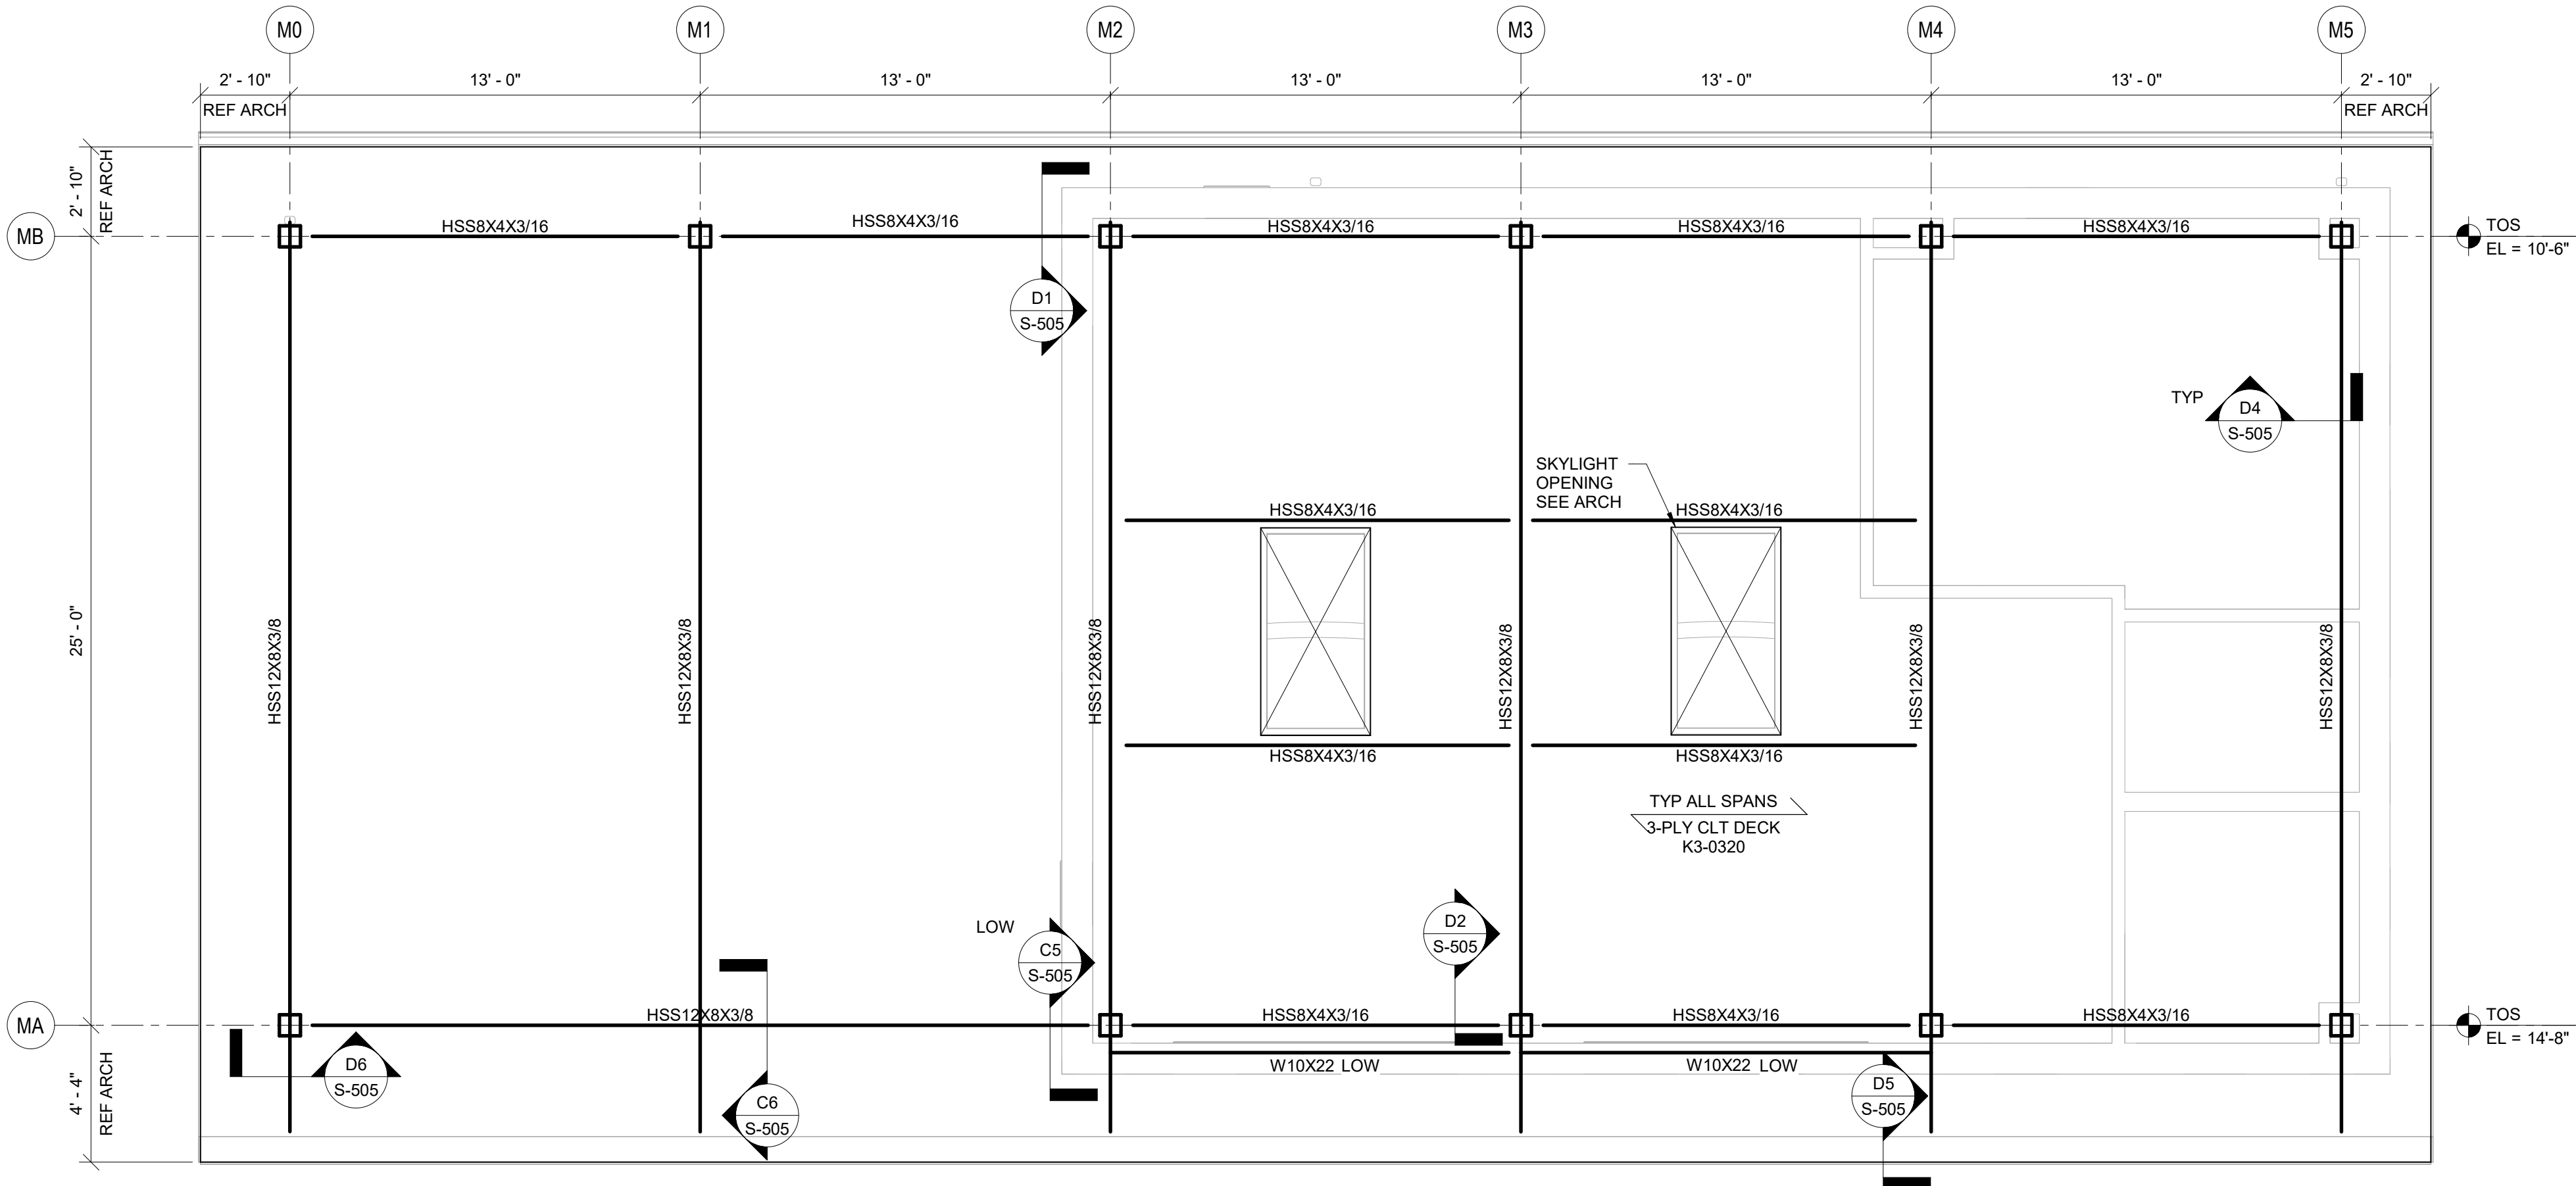 M0
M1
M2
M3
M4
M5
2' - 10"
13' - 0"
13' - 0"
13' - 0"
13' - 0"
13' - 0"
2' - 10"
REF ARCH
REF ARCH
2' - 10"
REF ARCH
MB
HSS8X4X3/16
HSS8X4X3/16
HSS8X4X3/16
HSS8X4X3/16
HSS8X4X3/16
TOS
EL = 10'-6"
D1
S-505
TYP
D4
S-505
SKYLIGHT
OPENING
SEE ARCH
HSS8X4X3/16
HSS8X4X3/16
25' - 0"
HSS12X8X3/8
HSS12X8X3/8
HSS12X8X3/8
HSS12X8X3/8
HSS12X8X3/8
HSS12X8X3/8
HSS8X4X3/16
HSS8X4X3/16
TYP ALL SPANS
3-PLY CLT DECK
K3-0320
LOW
C5
S-505
D2
S-505
MA
HSS12X8X3/8
HSS8X4X3/16
HSS8X4X3/16
HSS8X4X3/16
TOS
EL = 14'-8"
4' - 4"
REF ARCH
D6
S-505
W10X22 LOW
W10X22 LOW
C6
S-505
D5
S-505